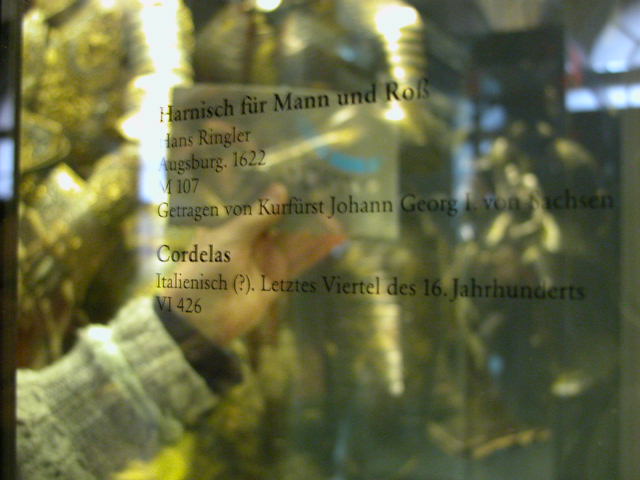 Harnisch für Mann und Roß
Hans Ringler
Augsburg. 1622
M 107
Getragen von Kurfürst Johann Georg I. von Sachsen
Cordelas
Italienisch (?). Letztes Viertel des 16. Jahrhunderts
VI 426